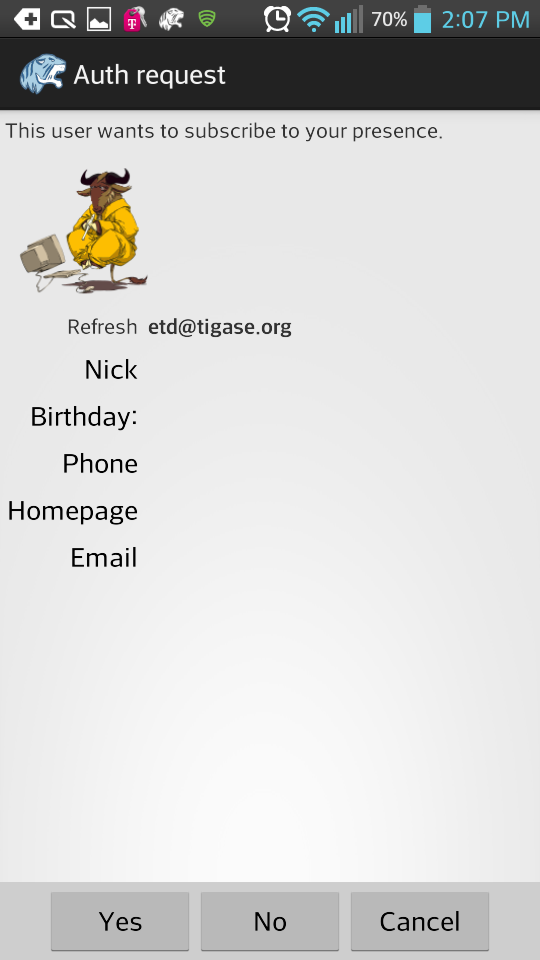 70% 2:07 PM
Auth request
This user wants to subscribe to your presence.
Refresh etd@tigase.org
Nick
Birthday:
Phone
Homepage
Email
Yes No Cancel